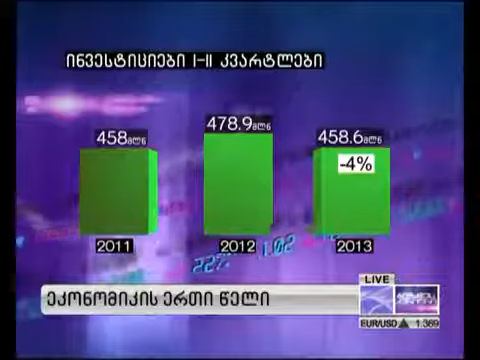 ინვესტიციები I-II კვარტლები
458მლნ
478.9მლნ
458.6მლნ
-4%
2011
2012
2013
22%
1.02
ეკონომიკის ერთი წელი
LIVE
EUR/USD ▲ 1.369